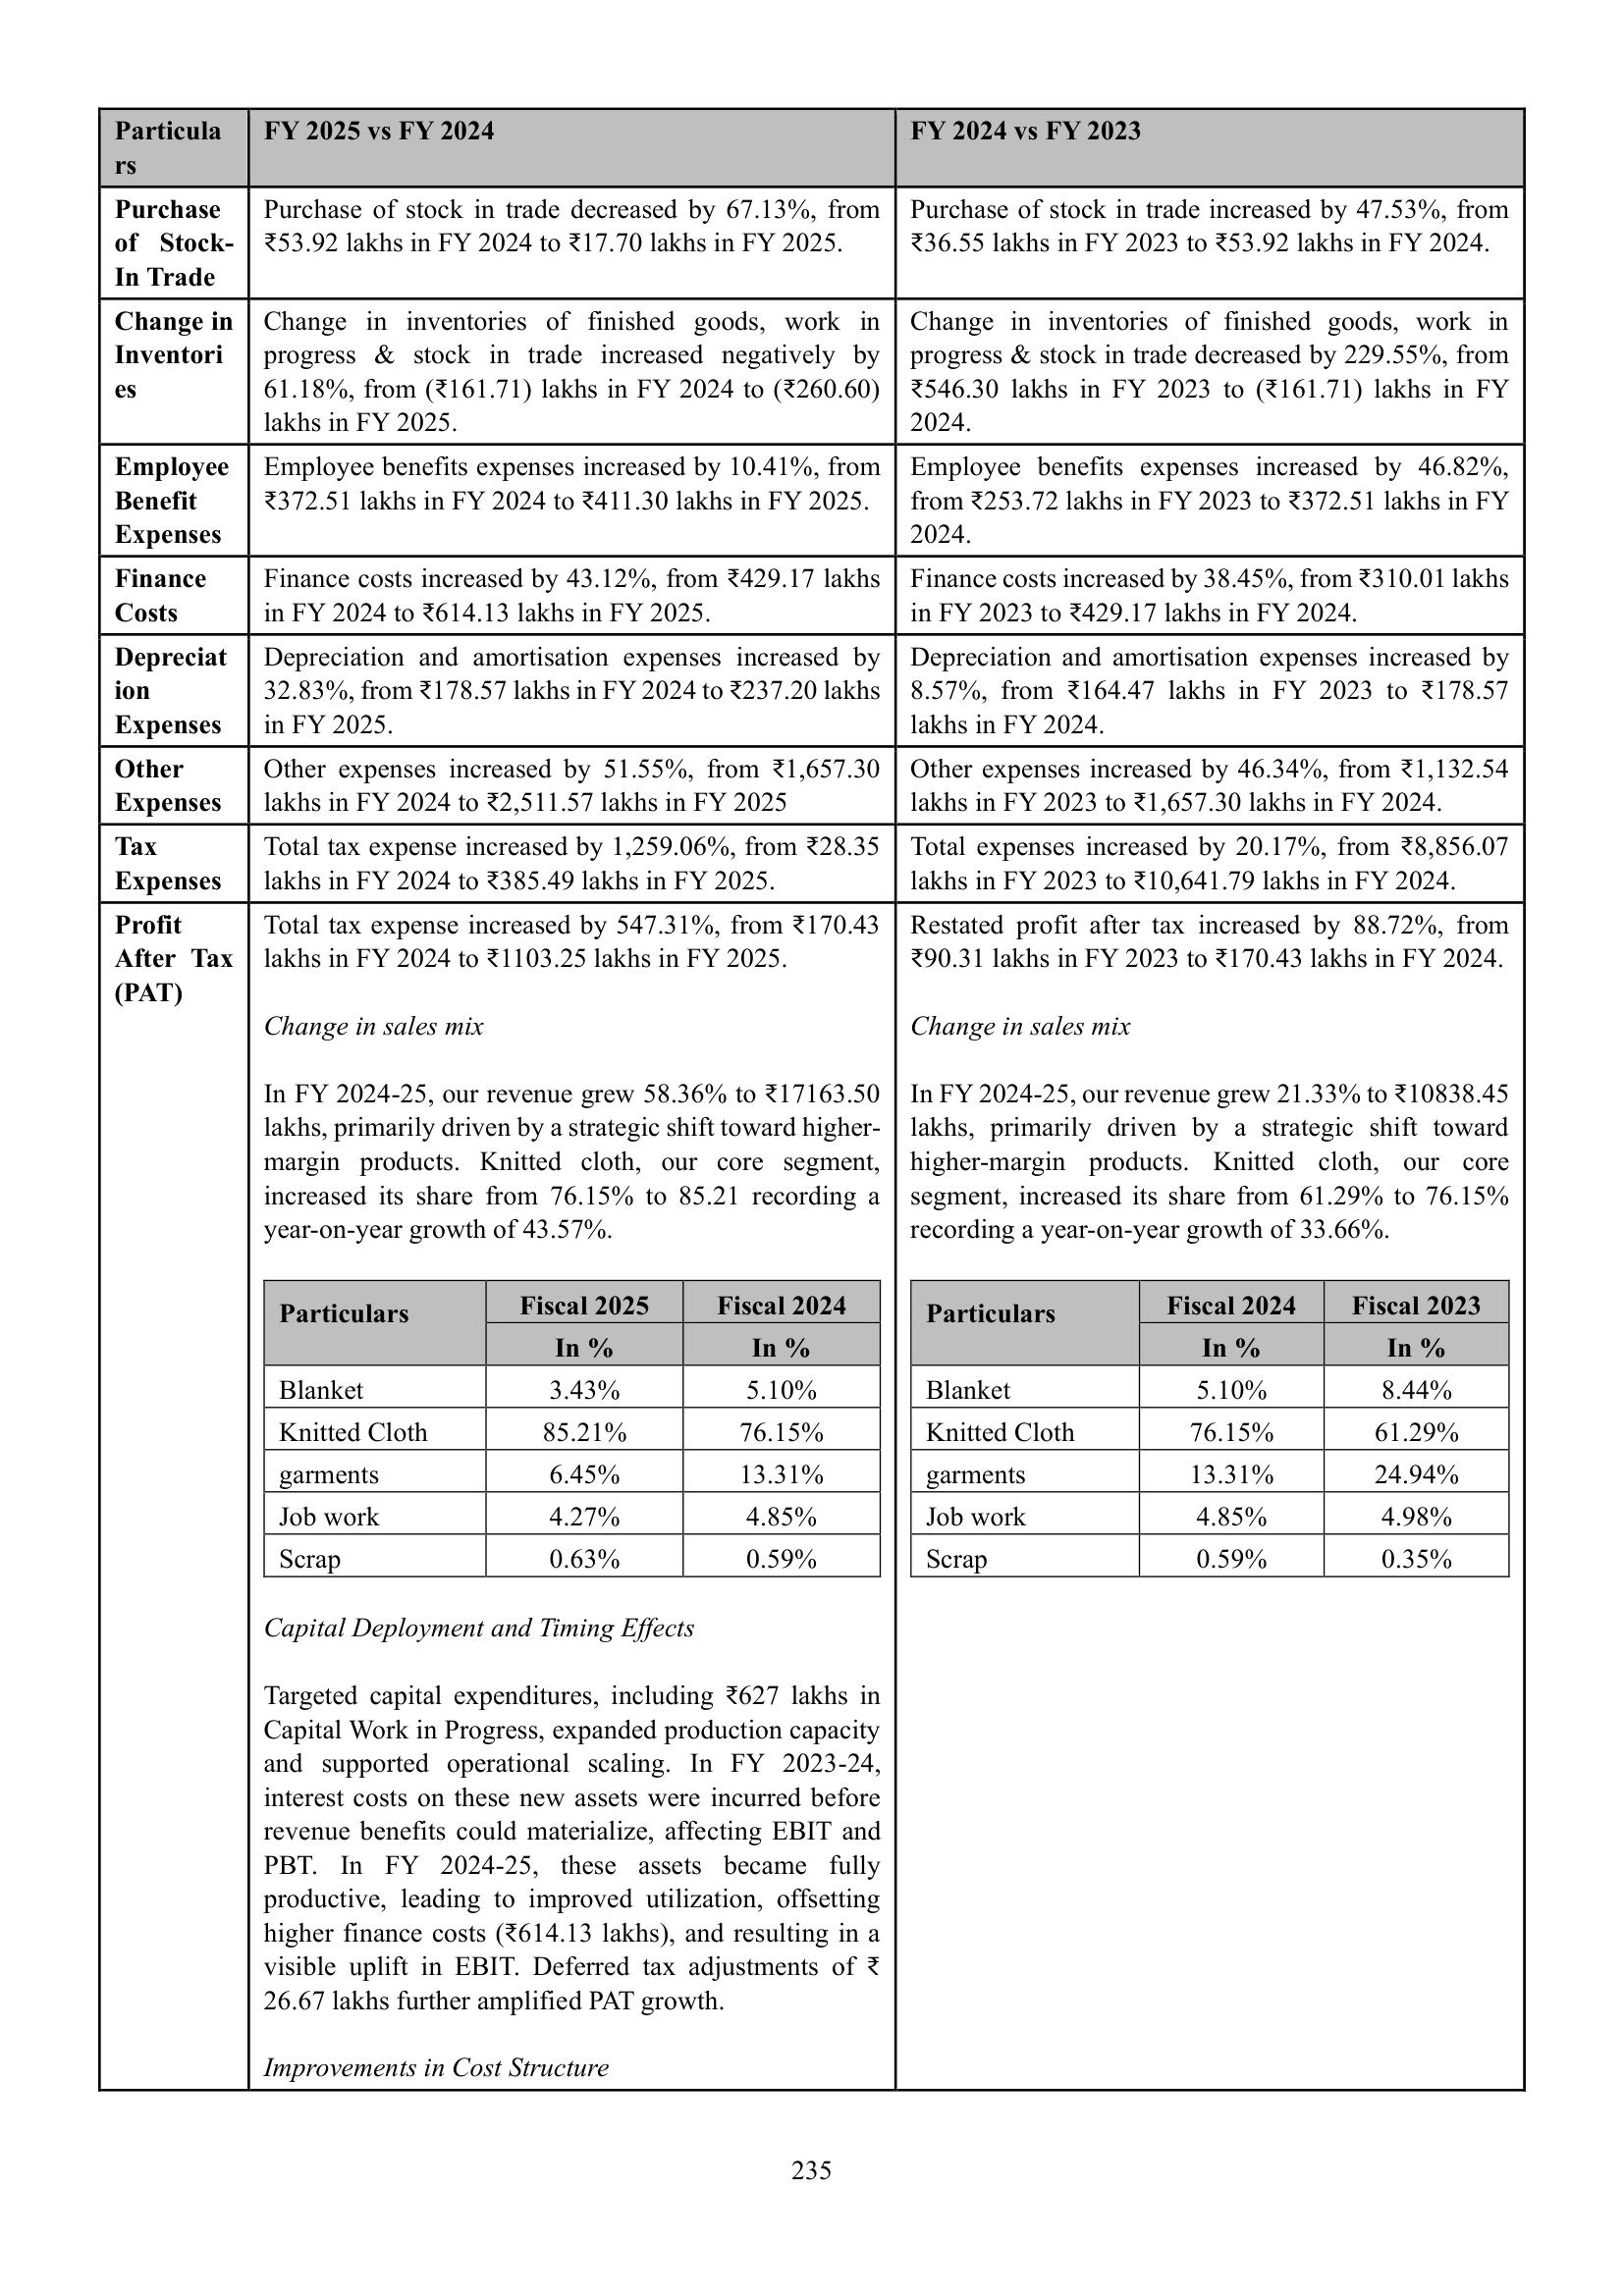 Particula
rs
FY 2025 vs FY 2024
FY 2024 vs FY 2023
Purchase
of Stock-
In Trade
Purchase of stock in trade decreased by 67.13%, from
₹53.92 lakhs in FY 2024 to ₹17.70 lakhs in FY 2025.
Purchase of stock in trade increased by 47.53%, from
₹36.55 lakhs in FY 2023 to ₹53.92 lakhs in FY 2024.
Change in
Inventori
es
Change in inventories of finished goods, work in
progress & stock in trade increased negatively by
61.18%, from (₹161.71) lakhs in FY 2024 to (₹260.60)
lakhs in FY 2025.
Change in inventories of finished goods, work in
progress & stock in trade decreased by 229.55%, from
₹546.30 lakhs in FY 2023 to (₹161.71) lakhs in FY
2024.
Employee
Benefit
Expenses
Employee benefits expenses increased by 10.41%, from
₹372.51 lakhs in FY 2024 to ₹411.30 lakhs in FY 2025.
Employee benefits expenses increased by 46.82%,
from ₹253.72 lakhs in FY 2023 to ₹372.51 lakhs in FY
2024.
Finance
Costs
Finance costs increased by 43.12%, from ₹429.17 lakhs
in FY 2024 to ₹614.13 lakhs in FY 2025.
Finance costs increased by 38.45%, from ₹310.01 lakhs
in FY 2023 to ₹429.17 lakhs in FY 2024.
Depreciat
ion
Expenses
Depreciation and amortisation expenses increased by
32.83%, from ₹178.57 lakhs in FY 2024 to ₹237.20 lakhs
in FY 2025.
Depreciation and amortisation expenses increased by
8.57%, from ₹164.47 lakhs in FY 2023 to ₹178.57
lakhs in FY 2024.
Other
Expenses
Other expenses increased by 51.55%, from ₹1,657.30
lakhs in FY 2024 to ₹2,511.57 lakhs in FY 2025
Other expenses increased by 46.34%, from ₹1,132.54
lakhs in FY 2023 to ₹1,657.30 lakhs in FY 2024.
Tax
Expenses
Total tax expense increased by 1,259.06%, from ₹28.35
lakhs in FY 2024 to ₹385.49 lakhs in FY 2025.
Total expenses increased by 20.17%, from ₹8,856.07
lakhs in FY 2023 to ₹10,641.79 lakhs in FY 2024.
Profit
After Tax
(PAT)
Total tax expense increased by 547.31%, from ₹170.43
lakhs in FY 2024 to ₹1103.25 lakhs in FY 2025.
Change in sales mix
In FY 2024-25, our revenue grew 58.36% to ₹17163.50
lakhs, primarily driven by a strategic shift toward higher-
margin products. Knitted cloth, our core segment,
increased its share from 76.15% to 85.21 recording a
year-on-year growth of 43.57%.
Particulars Fiscal 2025 Fiscal 2024
In % In %
Blanket 3.43% 5.10%
Knitted Cloth 85.21% 76.15%
garments 6.45% 13.31%
Job work 4.27% 4.85%
Scrap 0.63% 0.59%
Capital Deployment and Timing Effects
Targeted capital expenditures, including ₹627 lakhs in
Capital Work in Progress, expanded production capacity
and supported operational scaling. In FY 2023-24,
interest costs on these new assets were incurred before
revenue benefits could materialize, affecting EBIT and
PBT. In FY 2024-25, these assets became fully
productive, leading to improved utilization, offsetting
higher finance costs (₹614.13 lakhs), and resulting in a
visible uplift in EBIT. Deferred tax adjustments of ₹
26.67 lakhs further amplified PAT growth.
Improvements in Cost Structure
Restated profit after tax increased by 88.72%, from
₹90.31 lakhs in FY 2023 to ₹170.43 lakhs in FY 2024.
Change in sales mix
In FY 2024-25, our revenue grew 21.33% to ₹10838.45
lakhs, primarily driven by a strategic shift toward
higher-margin products. Knitted cloth, our core
segment, increased its share from 61.29% to 76.15%
recording a year-on-year growth of 33.66%.
Particulars Fiscal 2024 Fiscal 2023
In % In %
Blanket 5.10% 8.44%
Knitted Cloth 76.15% 61.29%
garments 13.31% 24.94%
Job work 4.85% 4.98%
Scrap 0.59% 0.35%
235